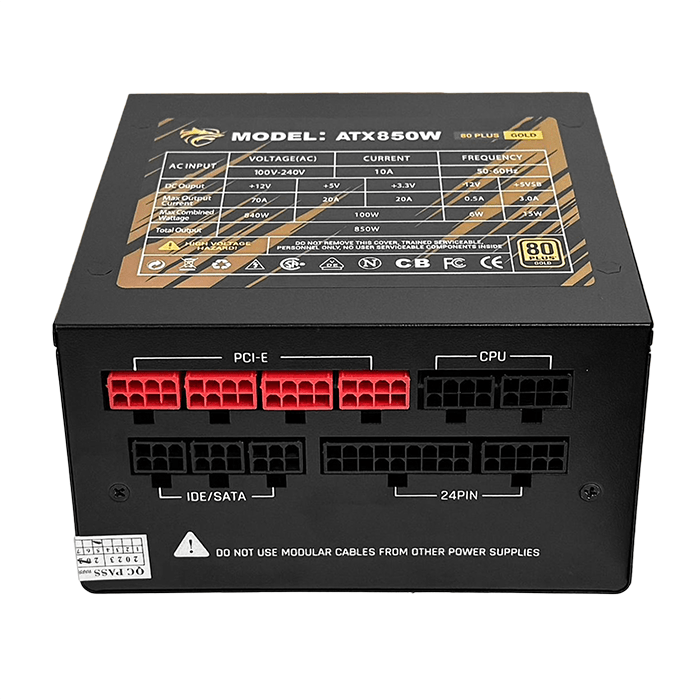 MODEL: ATX850W 80 PLUS GOLD
AC INPUT VOLTAGE(AC) CURRENT FREQUENCY
100V-240V 10A 50-60Hz
DC Ouput +12V +5V +3.3V 12V +5VSB
Max Output Current 70A 20A 20A 0.5A 3.0A
Max Combined Wattage 840W 100W 6W 15W
Total Output 850W
HIGH VOLTAGE HAZARD! DO NOT REMOVE THIS COVER, TRAINED SERVICEABLE,
PERSONNEL ONLY, NO USER SERVICEABLE COMPONENTS INSIDE
80 PLUS GOLD
N CB FC CE
PCI-E CPU
IDE/SATA 24PIN
DO NOT USE MODULAR CABLES FROM OTHER POWER SUPPLIES
QC PASS
2023